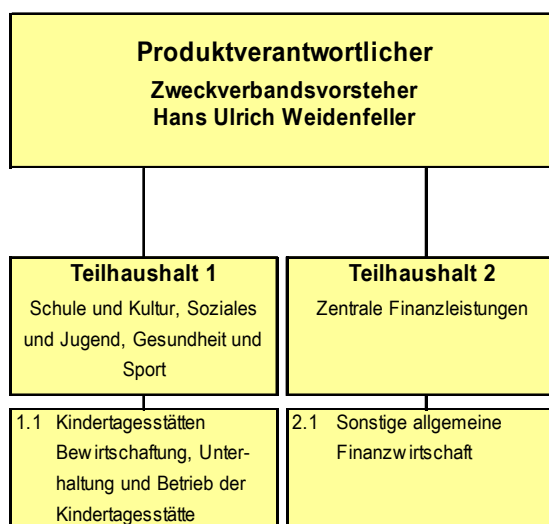 Produktverantwortlicher
Zweckverbandsvorsteher
Hans Ulrich Weidenfeller
Teilhaushalt 1
Schule und Kultur, Soziales
und Jugend, Gesundheit und
Sport
Teilhaushalt 2
Zentrale Finanzleistungen
1.1 Kindertagesstätten
Bewirtschaftung, Unter-
haltung und Betrieb der
Kindertagesstätte
2.1 Sonstige allgemeine
Finanzwirtschaft